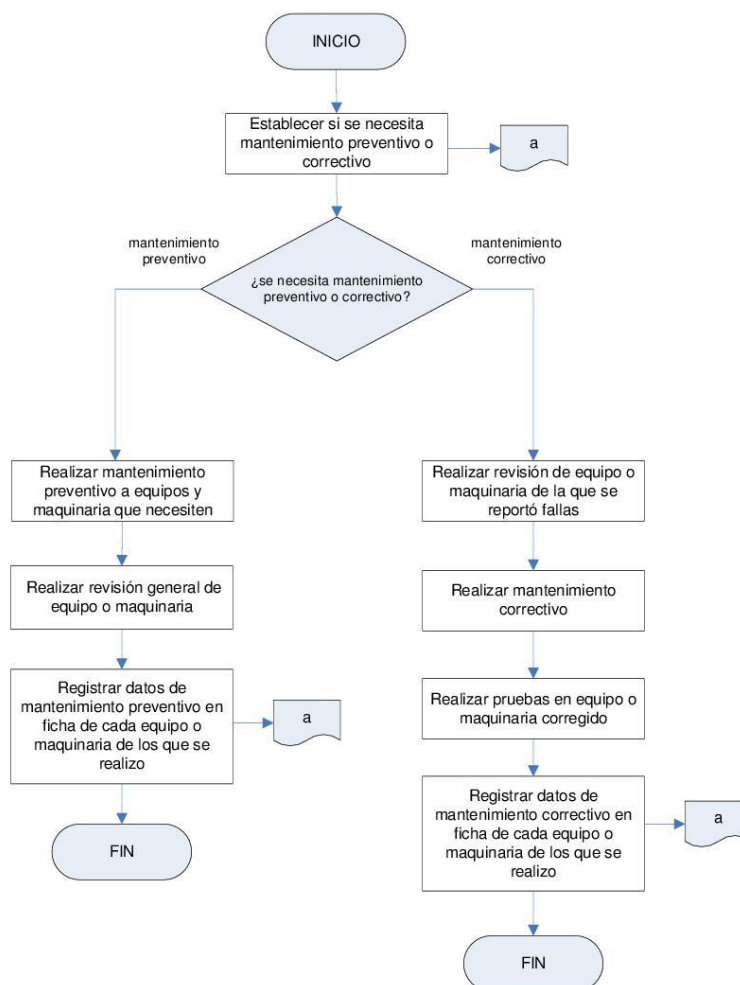 INICIO
Establecer si se necesita
mantenimiento preventivo o
correctivo
a
mantenimiento
preventivo
mantenimiento
correctivo
¿se necesita mantenimiento
preventivo o correctivo?
Realizar mantenimiento
preventivo a equipos y
maquinaria que necesiten
Realizar revisión general de
equipo o maquinaria
Registrar datos de
mantenimiento preventivo en
ficha de cada equipo o
maquinaria de los que se
realizo
a
FIN
Realizar revisión de equipo o
maquinaria de la que se
reportó fallas
Realizar mantenimiento
correctivo
Realizar pruebas en equipo o
maquinaria corregido
Registrar datos de
mantenimiento correctivo en
ficha de cada equipo o
maquinaria de los que se
realizo
a
FIN